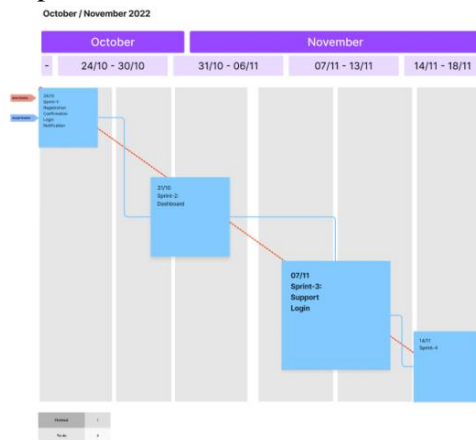 October / November 2022
October
November
-
24/10 - 30/10
31/10 - 06/11
07/11 - 13/11
14/11 - 18/11
24/10
Sprint-1:
Registration
Confirmation
Login
Notification
31/10
Sprint-2:
Dashboard
07/11
Sprint-3:
Support
Login
14/11
Sprint-4
To do